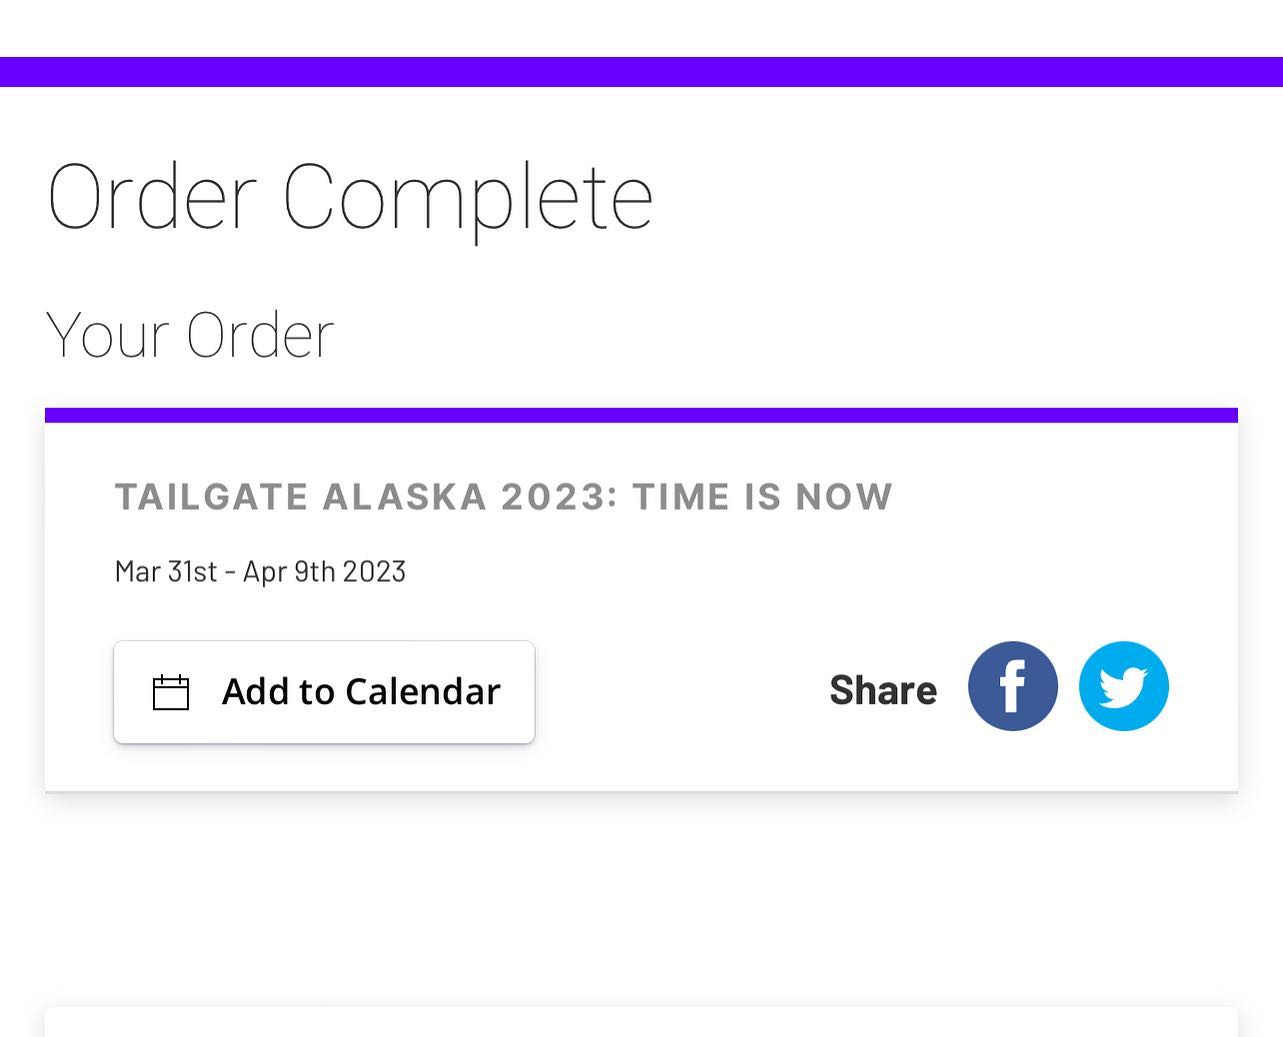 Order Complete
Your Order
TAILGATE ALASKA 2023: TIME IS NOW
Mar 31st - Apr 9th 2023
Add to Calendar
Share